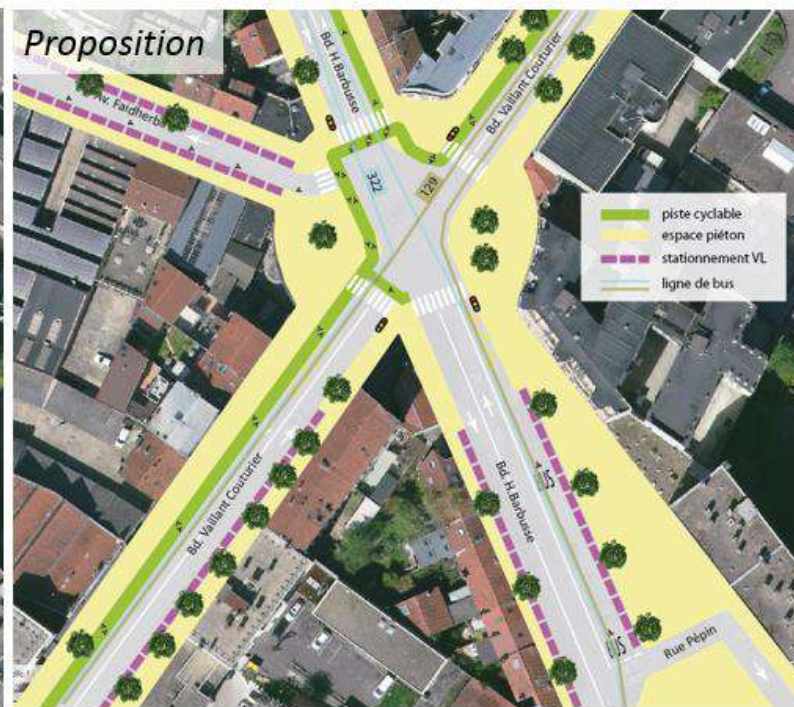 Proposition
Bd. H.Barbusse
Bd. Vaillant Couturier
Av. Faidherbe
322
129
piste cyclable
espace piéton
stationnement VL
ligne de bus
Bd. Vaillant Couturier
Bd. H.Barbusse
Rue Pépin